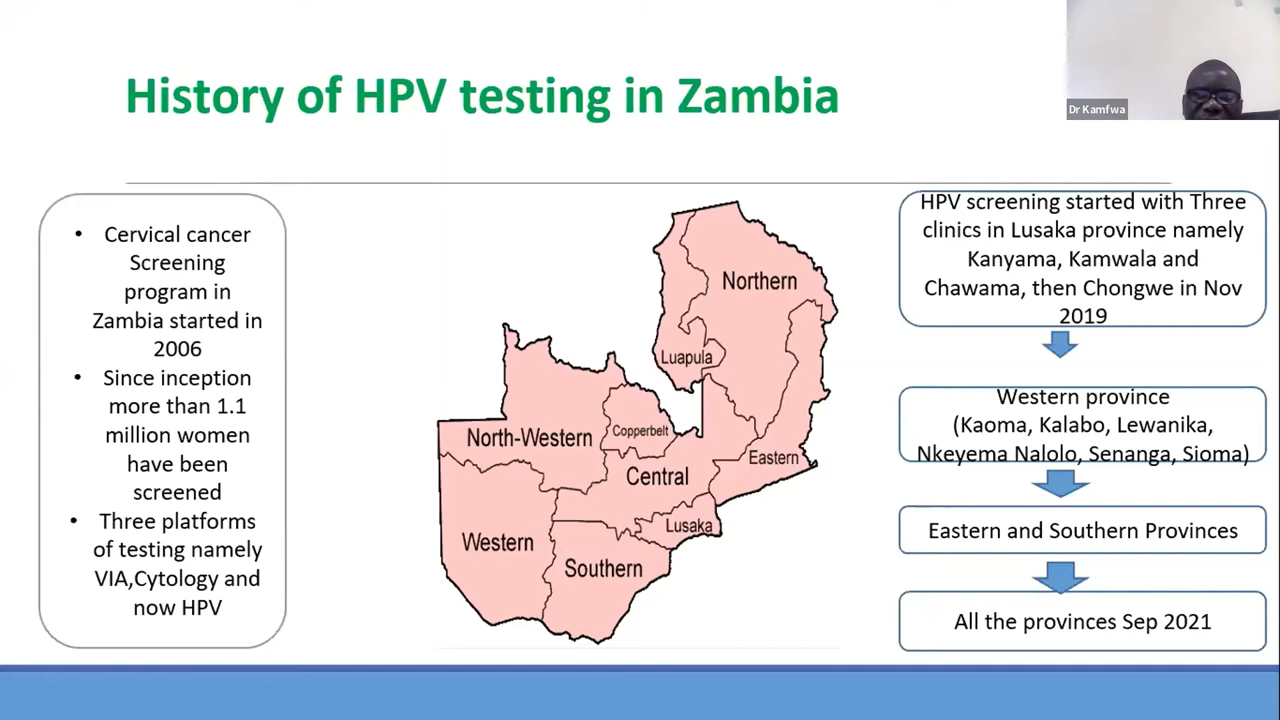 History of HPV testing in Zambia
Dr Kamfwa
• Cervical cancer
Screening
program in
Zambia started in
2006
• Since inception
more than 1.1
million women
have been
screened
• Three platforms
of testing namely
VIA,Cytology and
now HPV
Northern
Luapula
North-Western
Copperbelt
Central
Eastern
Lusaka
Western
Southern
HPV screening started with Three
clinics in Lusaka province namely
Kanyama, Kamwala and
Chawama, then Chongwe in Nov
2019
Western province
(Kaoma, Kalabo, Lewanika,
Nkeyema Nalolo, Senanga, Sioma)
Eastern and Southern Provinces
All the provinces Sep 2021